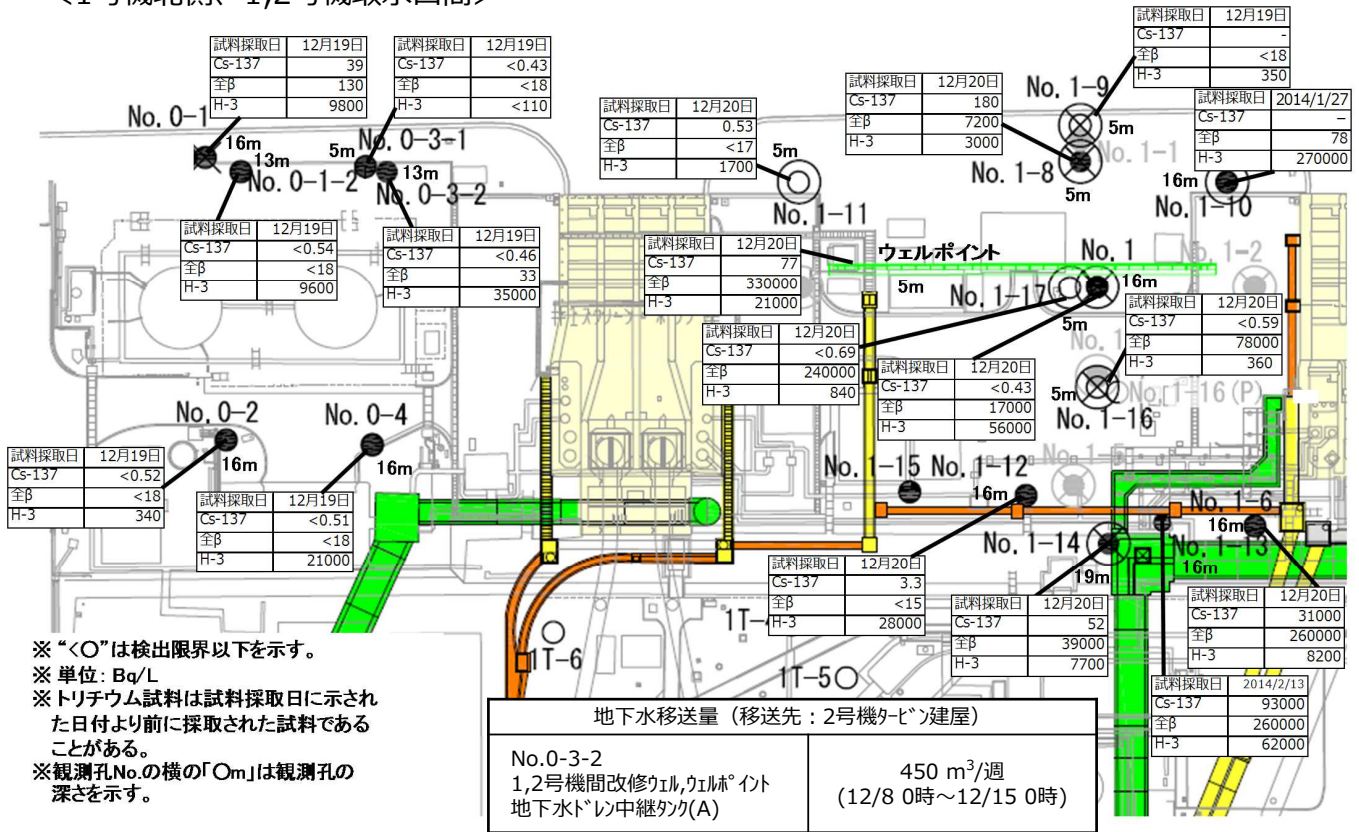 <1号機北側、1,2号機取水口間>
試料採取日 12月19日
Cs-137 39
全β 130
H-3 9800
試料採取日 12月19日
Cs-137 <0.43
全β <18
H-3 <110
試料採取日 12月20日
Cs-137 0.53
全β <17
H-3 1700
試料採取日 12月20日
Cs-137 180
全β 7200
H-3 3000
試料採取日 12月19日
Cs-137 -
全β <18
H-3 350
試料採取日 2014/1/27
Cs-137 –
全β 78
H-3 270000
No. 0-1
16m
13m
No. 0-1-2
5m
No. 0-3-1
13m
No. 0-3-2
5m
No. 1-11
No. 1-9
5m
No. 1-8
5m
No. 1-1
16m
No. 1-10
試料採取日 12月19日
Cs-137 <0.54
全β <18
H-3 9600
試料採取日 12月19日
Cs-137 <0.46
全β 33
H-3 35000
試料採取日 12月20日
Cs-137 77
全β 330000
H-3 21000
ウェルポイント
5m
No. 1
16m
No. 1-2
No. 1-17
5m
試料採取日 12月20日
Cs-137 <0.69
全β 240000
H-3 840
試料採取日 12月20日
Cs-137 <0.43
全β 17000
H-3 56000
試料採取日 12月20日
Cs-137 <0.59
全β 78000
H-3 360
5m
No. 1-16
No. 1-16(P)
No. 0-2
16m
No. 0-4
16m
試料採取日 12月19日
Cs-137 <0.52
全β <18
H-3 340
試料採取日 12月19日
Cs-137 <0.51
全β <18
H-3 21000
No. 1-15
No. 1-12
16m
No. 1-14
19m
No. 1-6
16m
No. 1-13
16m
試料採取日 12月20日
Cs-137 3.3
全β <15
H-3 28000
試料採取日 12月20日
Cs-137 52
全β 39000
H-3 7700
試料採取日 12月20日
Cs-137 31000
全β 260000
H-3 8200
試料採取日 2014/2/13
Cs-137 93000
全β 260000
H-3 62000
1T-6
1T-5
※ “<○”は検出限界以下を示す。
※ 単位: Bq/L
※トリチウム試料は試料採取日に示され
た日付より前に採取された試料である
ことがある。
※観測孔No.の横の「○m」は観測孔の
深さを示す。
地下水移送量（移送先：2号機ﾀｰﾋﾞﾝ建屋）
No.0-3-2
1,2号機間改修ｳｪﾙ,ｳｪﾙﾎﾟｲﾝﾄ
地下水ﾄﾞﾚﾝ中継ﾀﾝｸ(A)
450 m³/週
(12/8 0時～12/15 0時)